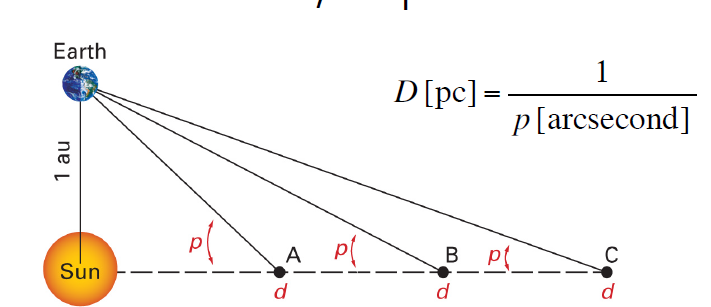 Earth
D [pc] = 1 / p [arcsecond]
1 au
p
A
p
B
p
C
Sun
d
d
d